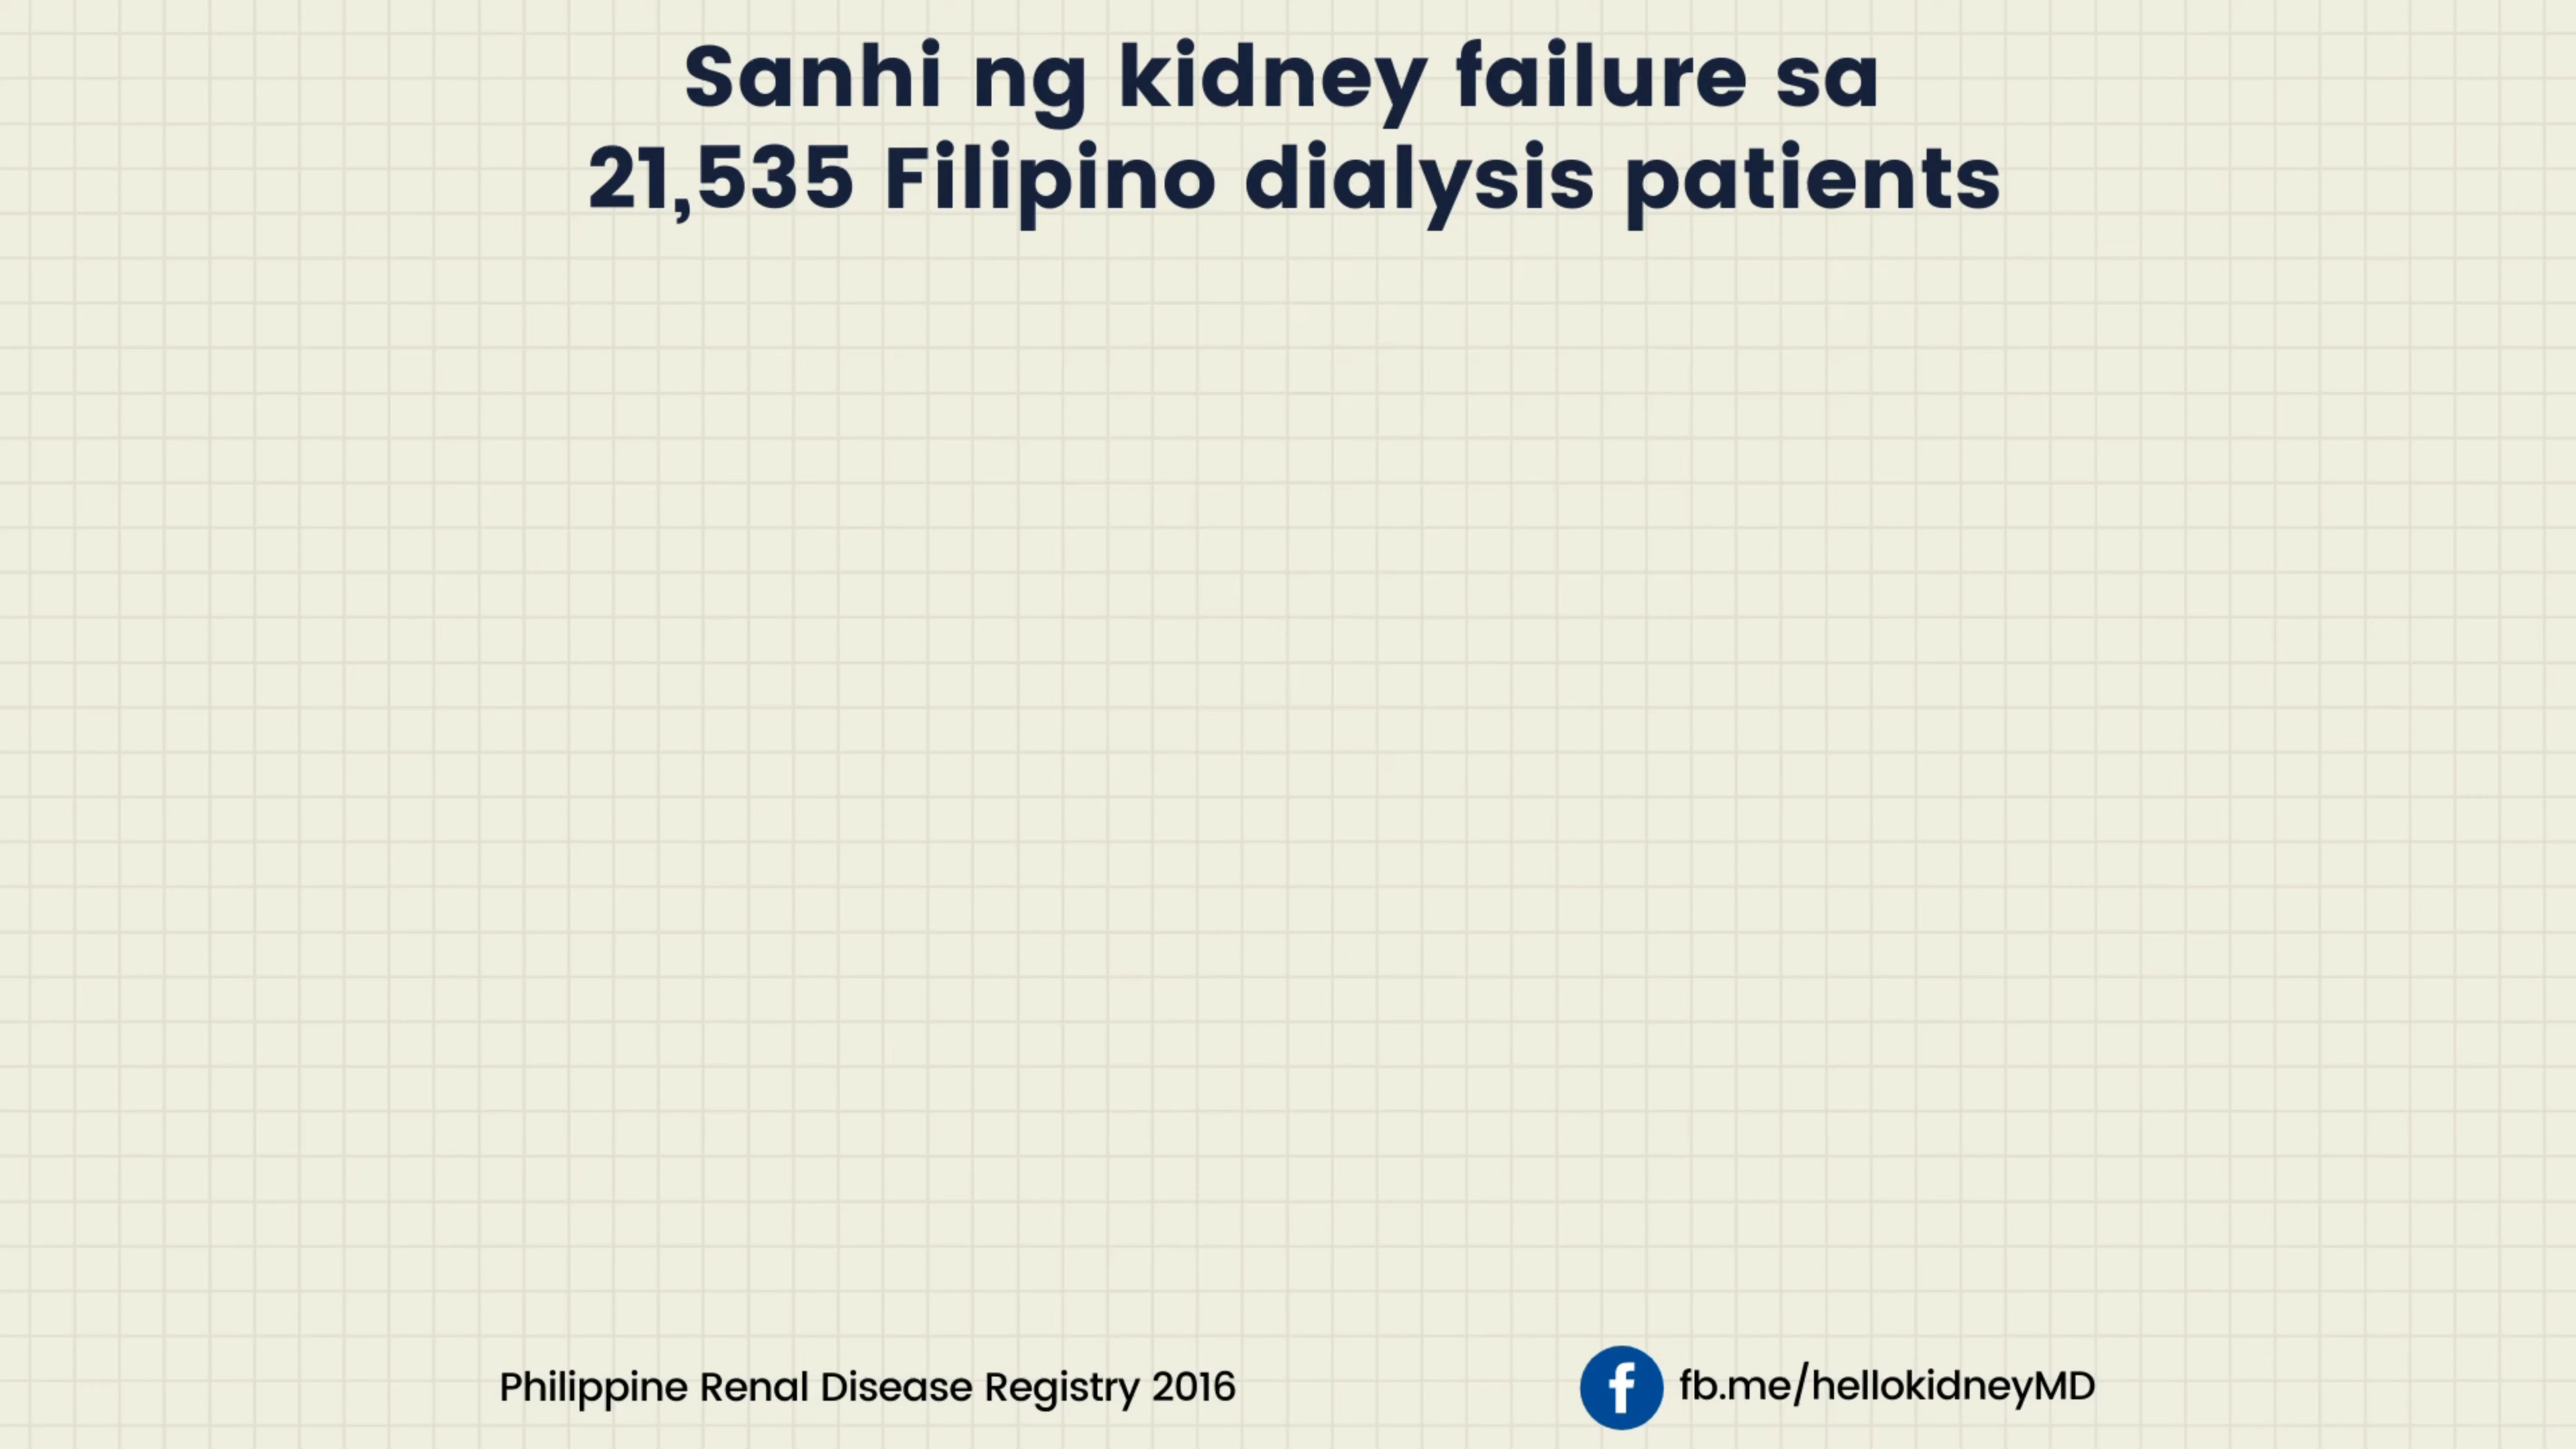 Sanhi ng kidney failure sa
21,535 Filipino dialysis patients
Philippine Renal Disease Registry 2016
fb.me/hellokidneyMD